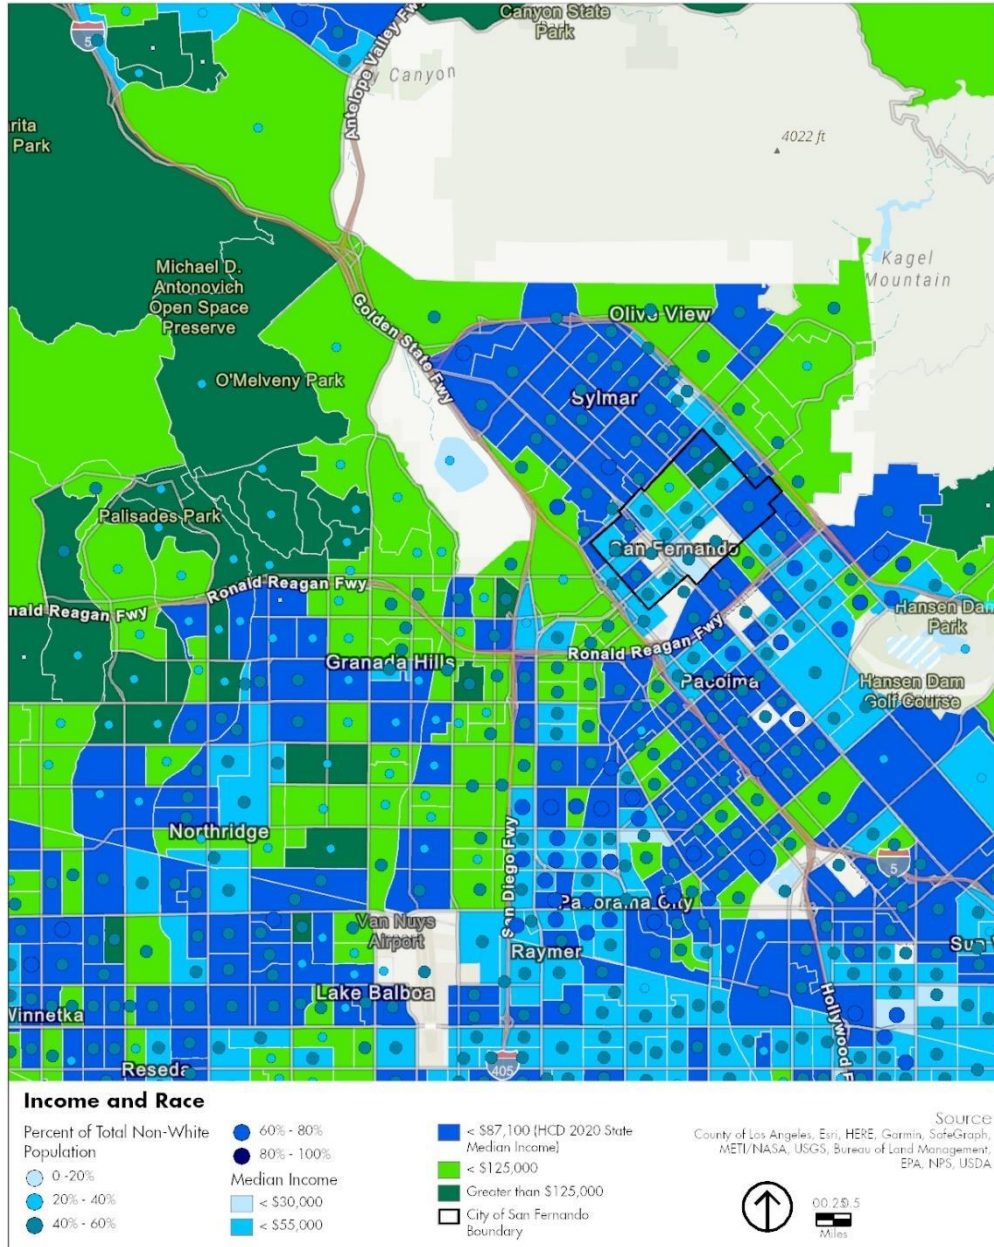 Canyon State
Park
5
Antelope Valley Fwy
Canyon
rita
Park
4022 ft
Michael D.
Antonovich
Open Space
Preserve
Kagel
Mountain
Golden State Fwy
Olive View
O'Melveny Park
Sylmar
Palisades Park
San Fernando
nald Reagan Fwy
Ronald Reagan Fwy
Hansen Dam
Park
Ronald Reagan Fwy
Granada Hills
Pacoima
Hansen Dam
Golf Course
Northridge
San Diego Fwy
5
Panorama City
Van Nuys
Airport
Raymer
Sun
Lake Balboa
Winnetka
Hollywood F
Reseda
405
Income and Race
Percent of Total Non-White
Population
0 -20%
20% - 40%
40% - 60%
60% - 80%
80% - 100%
Median Income
< $30,000
< $55,000
< $87,100 (HCD 2020 State
Median Income)
< $125,000
Greater than $125,000
City of San Fernando
Boundary
Source
County of Los Angeles, Esri, HERE, Garmin, SafeGraph,
METI/NASA, USGS, Bureau of Land Management,
EPA, NPS, USDA
Miles